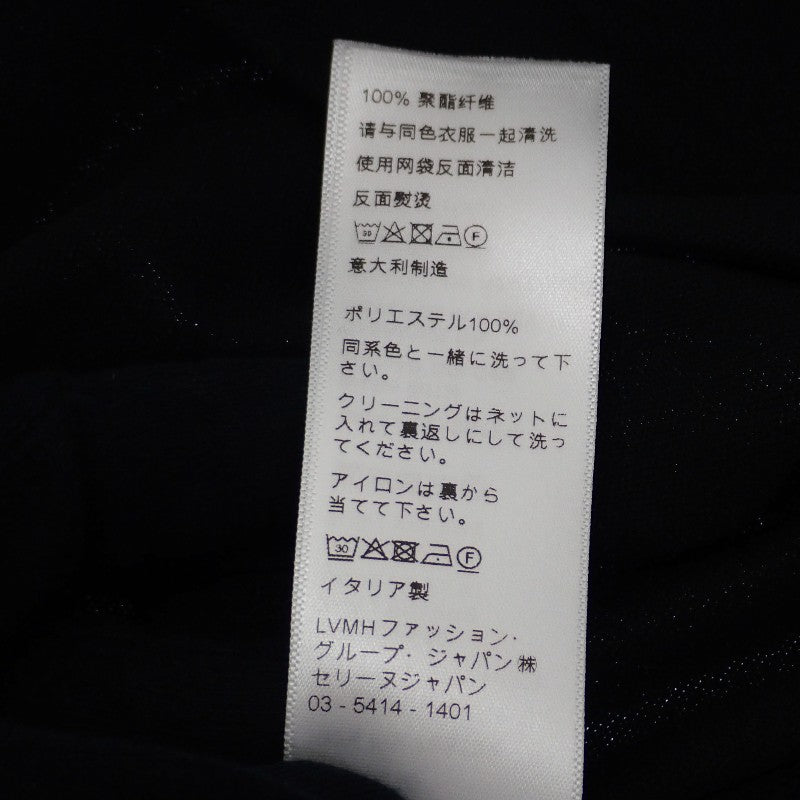 100% 聚酯纤维
请与同色衣服一起清洗
使用网袋反面清洁
反面熨烫
30 F
意大利制造
ポリエステル100%
同系色と一緒に洗って下
さい。
クリーニングはネットに
入れて裏返しにして洗っ
てください。
アイロンは裏から
当てて下さい。
30 F
イタリア製
LVMHファッション・
グループ・ジャパン㈱
セリーヌジャパン
03 - 5414 - 1401